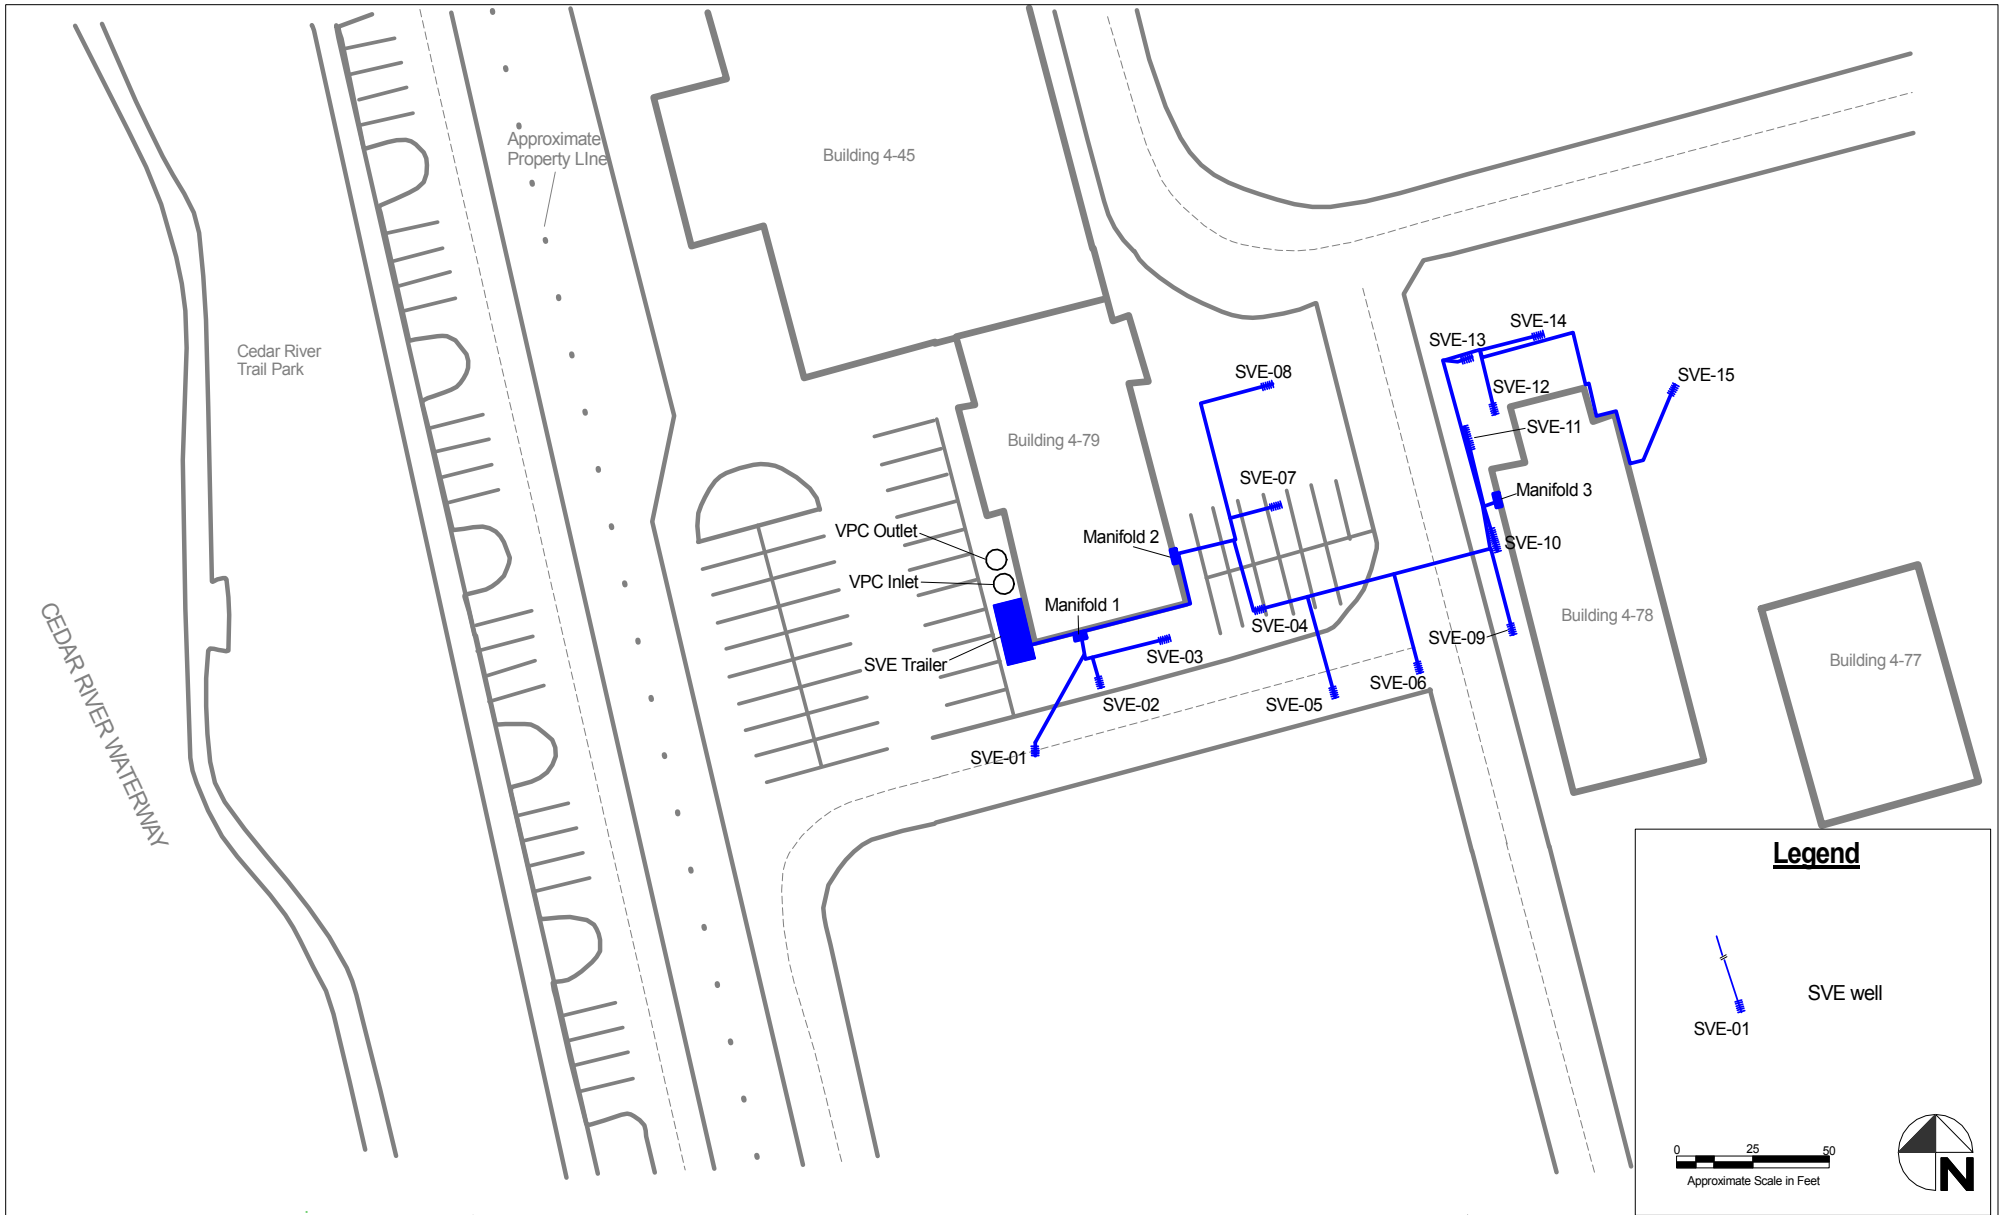 Approximate
Property LIne
Building 4-45
Cedar River
Trail Park
SVE-14
SVE-13
SVE-08
SVE-15
SVE-12
SVE-11
Building 4-79
SVE-07
Manifold 3
VPC Outlet
Manifold 2
SVE-10
VPC Inlet
Manifold 1
Building 4-78
SVE-04
SVE-09
SVE-03
SVE Trailer
Building 4-77
SVE-06
SVE-02
SVE-05
SVE-01
CEDAR RIVER WATERWAY
Legend
SVE well
SVE-01
0 25 50
Approximate Scale in Feet
N